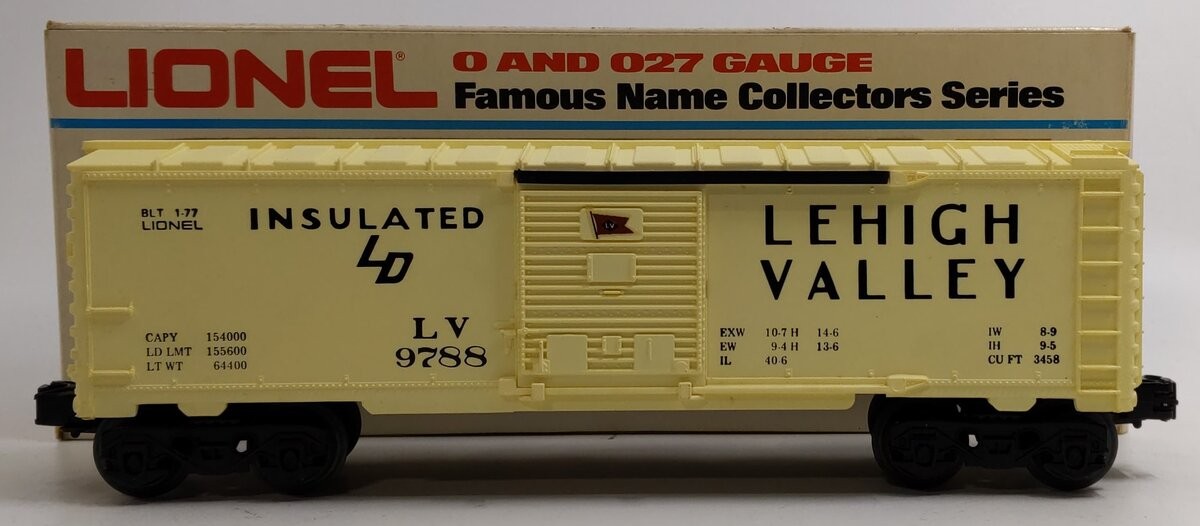 LIONEL®
O AND O27 GAUGE
Famous Name Collectors Series
BLT 1-77
LIONEL
INSULATED
LD
CAPY 154000
LD LMT 155600
LT WT 64400
LV
9788
LV
LEHIGH
VALLEY
EXW 10-7 H 14-6
EW 9-4 H 13-6
IL 40-6
IW 8-9
IH 9-5
CU FT 3458